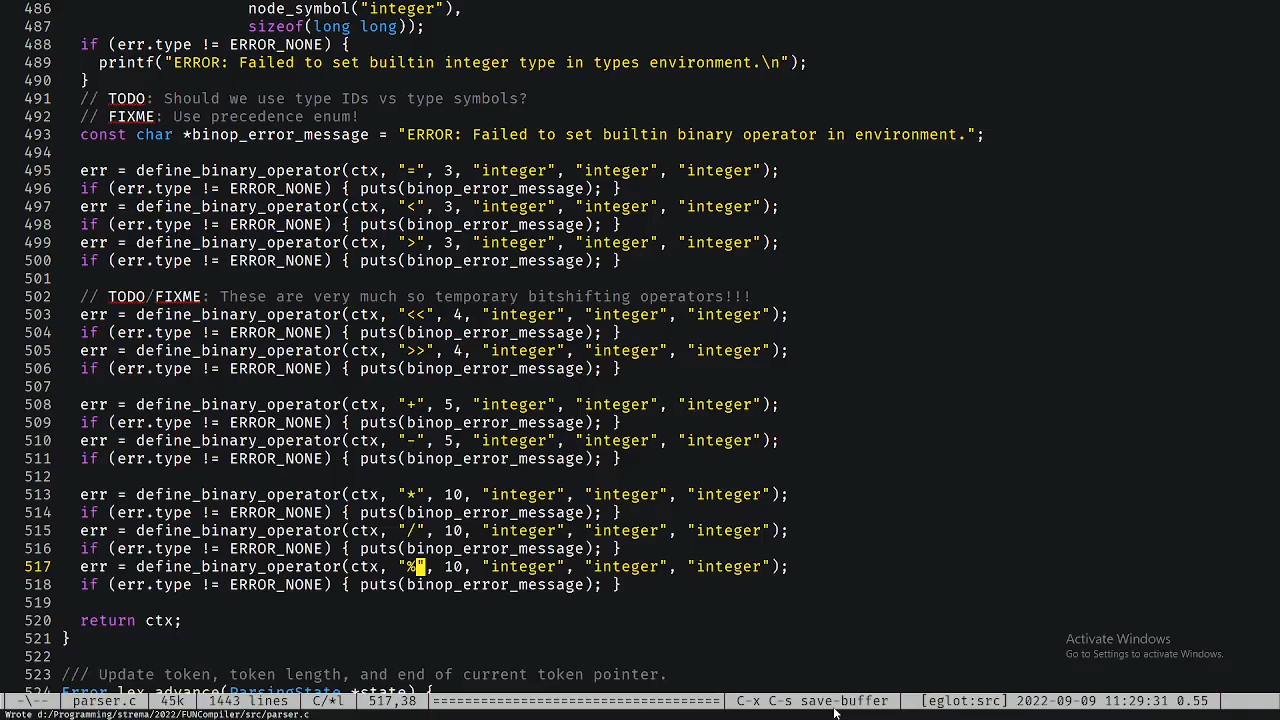 486                        node_symbol("integer"),
487                        sizeof(long long));
488      if (err.type != ERROR_NONE) {
489        printf("ERROR: Failed to set builtin integer type in types environment.\n");
490      }
491      // TODO: Should we use type IDs vs type symbols?
492      // FIXME: Use precedence enum!
493      const char *binop_error_message = "ERROR: Failed to set builtin binary operator in environment.";
494
495      err = define_binary_operator(ctx, "=", 3, "integer", "integer", "integer");
496      if (err.type != ERROR_NONE) { puts(binop_error_message); }
497      err = define_binary_operator(ctx, "<", 3, "integer", "integer", "integer");
498      if (err.type != ERROR_NONE) { puts(binop_error_message); }
499      err = define_binary_operator(ctx, ">", 3, "integer", "integer", "integer");
500      if (err.type != ERROR_NONE) { puts(binop_error_message); }
501
502      // TODO/FIXME: These are very much so temporary bitshifting operators!!!
503      err = define_binary_operator(ctx, "<<", 4, "integer", "integer", "integer");
504      if (err.type != ERROR_NONE) { puts(binop_error_message); }
505      err = define_binary_operator(ctx, ">>", 4, "integer", "integer", "integer");
506      if (err.type != ERROR_NONE) { puts(binop_error_message); }
507
508      err = define_binary_operator(ctx, "+", 5, "integer", "integer", "integer");
509      if (err.type != ERROR_NONE) { puts(binop_error_message); }
510      err = define_binary_operator(ctx, "-", 5, "integer", "integer", "integer");
511      if (err.type != ERROR_NONE) { puts(binop_error_message); }
512
513      err = define_binary_operator(ctx, "*", 10, "integer", "integer", "integer");
514      if (err.type != ERROR_NONE) { puts(binop_error_message); }
515      err = define_binary_operator(ctx, "/", 10, "integer", "integer", "integer");
516      if (err.type != ERROR_NONE) { puts(binop_error_message); }
517      err = define_binary_operator(ctx, "%", 10, "integer", "integer", "integer");
518      if (err.type != ERROR_NONE) { puts(binop_error_message); }
519
520      return ctx;
521    }
522
523    /// Update token, token length, and end of current token pointer.
524    Error lex_advance(ParsingState *state) {
Activate Windows
Go to Settings to activate Windows.
-\-- | parser.c | 45k | 1443 lines | C/*l | 517,38 |===============================| C-x C-s save-buffer | [eglot:src] 2022-09-09 11:29:31 0.55
Wrote d:/Programming/strema/2022/FUNCompiler/src/parser.c